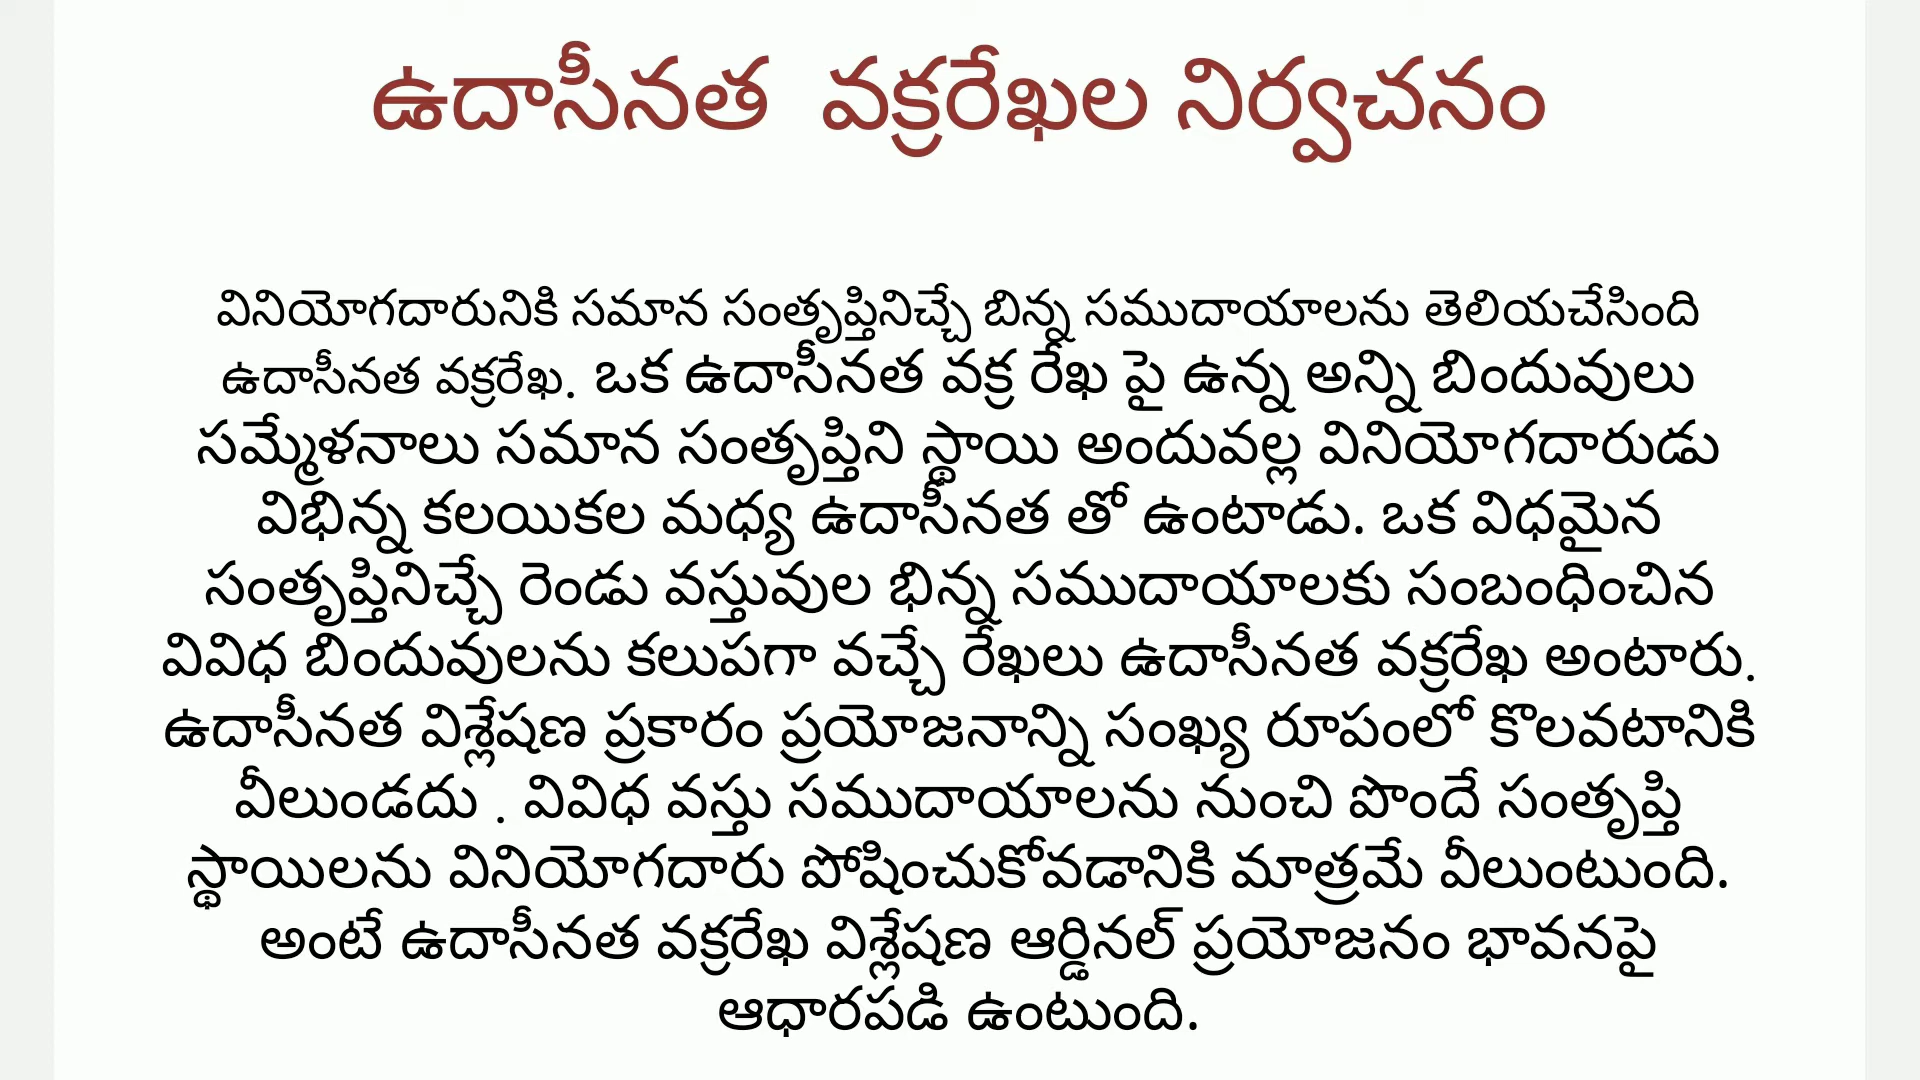 ఉదాసీనత వక్రరేఖల నిర్వచనం
వినియోగదారునికి సమాన సంతృప్తినిచ్చే బిన్న సముదాయాలను తెలియచేసింది
ఉదాసీనత వక్రరేఖ. ఒక ఉదాసీనత వక్ర రేఖ పై ఉన్న అన్ని బిందువులు
సమ్మేళనాలు సమాన సంతృప్తిని స్థాయి అందువల్ల వినియోగదారుడు
విభిన్న కలయికల మధ్య ఉదాసీనత తో ఉంటాడు. ఒక విధమైన
సంతృప్తినిచ్చే రెండు వస్తువుల భిన్న సముదాయాలకు సంబంధించిన
వివిధ బిందువులను కలుపగా వచ్చే రేఖలు ఉదాసీనత వక్రరేఖ అంటారు.
ఉదాసీనత విశ్లేషణ ప్రకారం ప్రయోజనాన్ని సంఖ్య రూపంలో కొలవటానికి
వీలుండదు . వివిధ వస్తు సముదాయాలను నుంచి పొందే సంతృప్తి
స్థాయిలను వినియోగదారు పోషించుకోవడానికి మాత్రమే వీలుంటుంది.
అంటే ఉదాసీనత వక్రరేఖ విశ్లేషణ ఆర్డినల్ ప్రయోజనం భావనపై
ఆధారపడి ఉంటుంది.